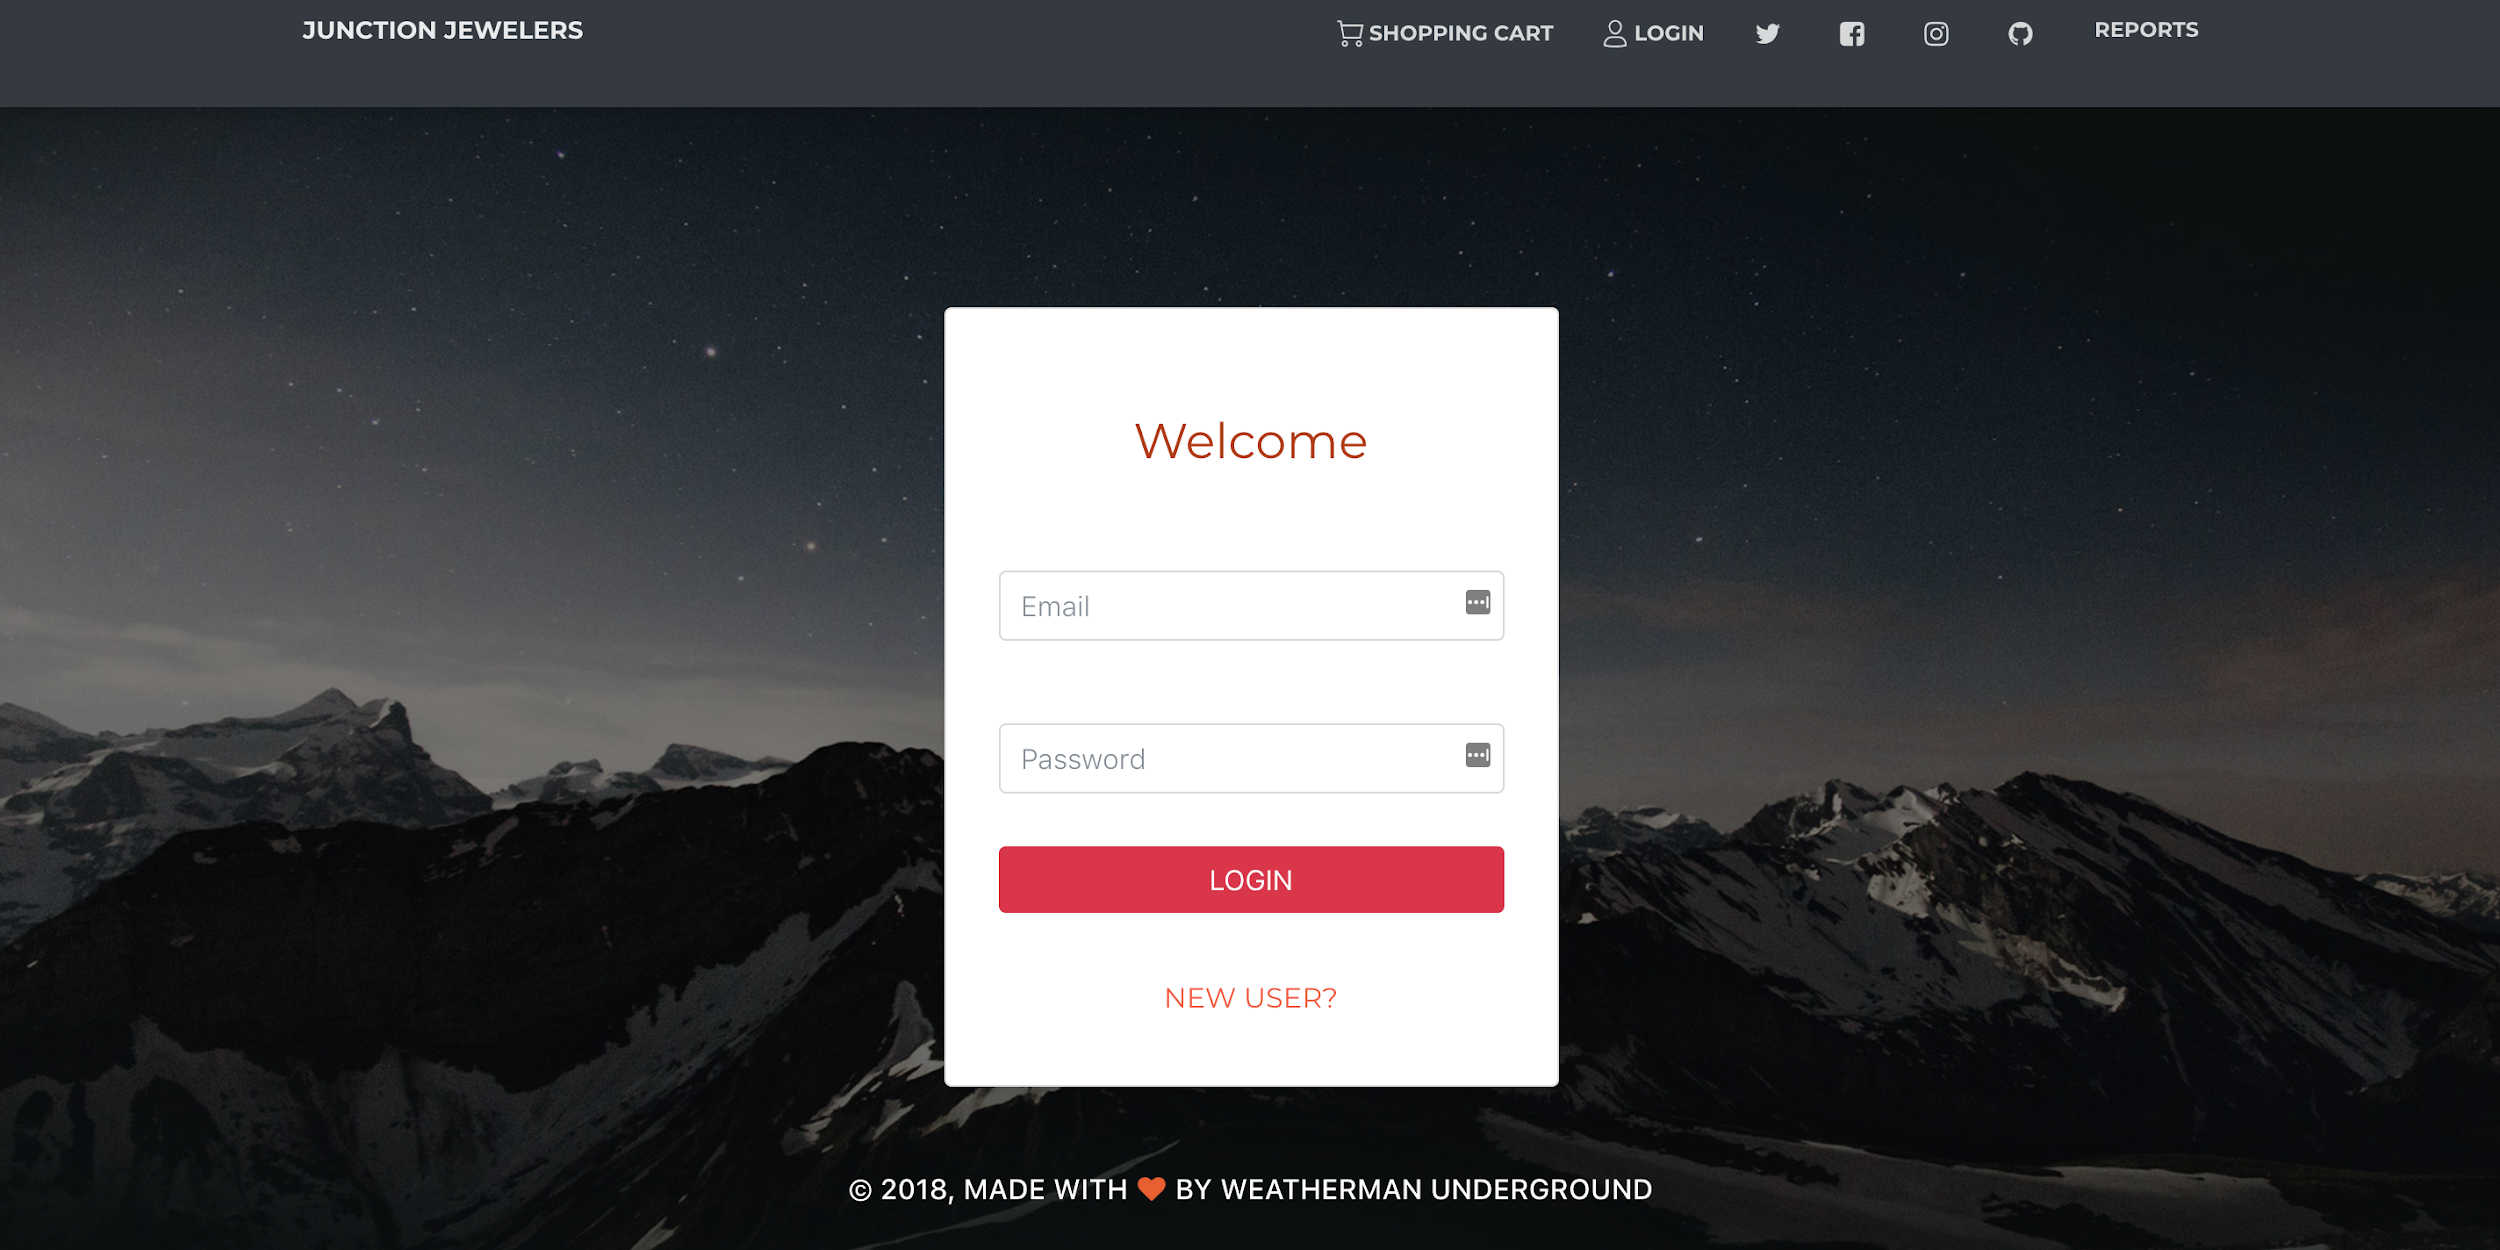 JUNCTION JEWELERS
SHOPPING CART LOGIN REPORTS
Welcome
Email
Password
LOGIN
NEW USER?
© 2018, MADE WITH ❤ BY WEATHERMAN UNDERGROUND